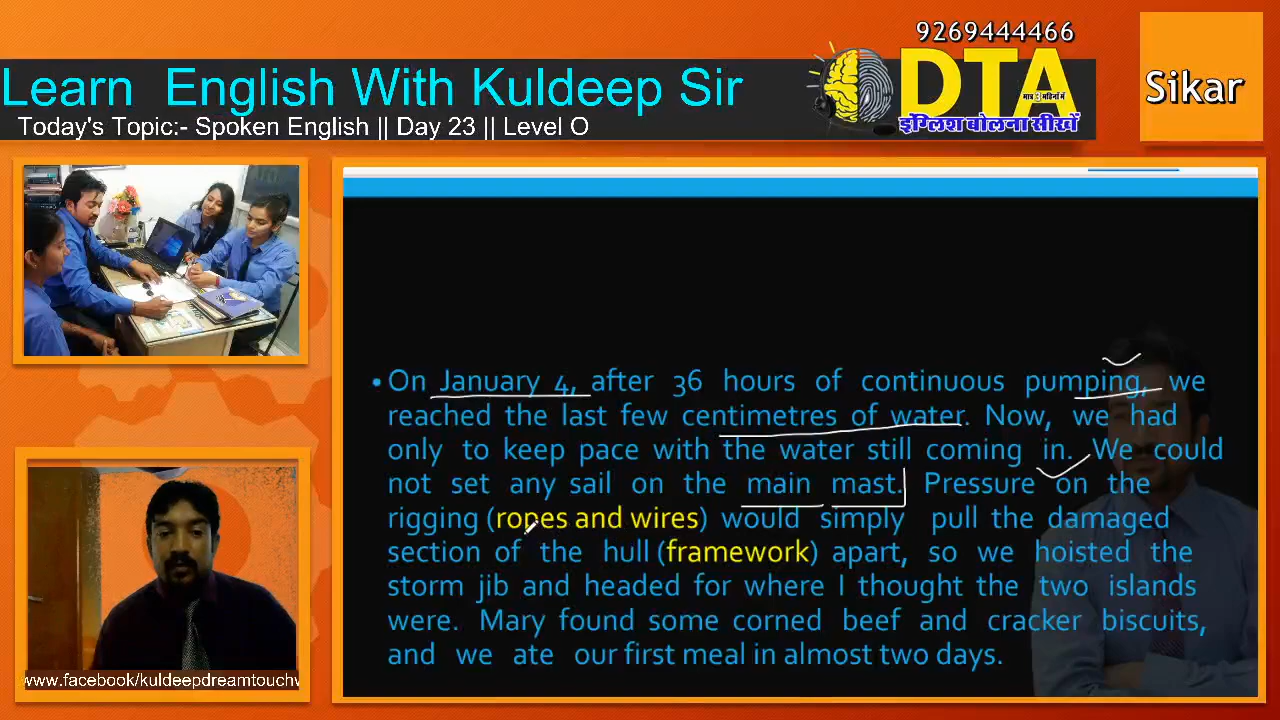 9269444466
Learn English With Kuldeep Sir
DTA
Sikar
मात्र 3 महिनों में
Today's Topic:- Spoken English || Day 23 || Level O
इंग्लिश बोलना सीखें
• On January 4, after 36 hours of continuous pumping, we
reached the last few centimetres of water. Now, we had
only to keep pace with the water still coming in. We could
not set any sail on the main mast. Pressure on the
rigging (ropes and wires) would simply pull the damaged
section of the hull (framework) apart, so we hoisted the
storm jib and headed for where I thought the two islands
were. Mary found some corned beef and cracker biscuits,
and we ate our first meal in almost two days.
www.facebook/kuldeepdreamtouchw